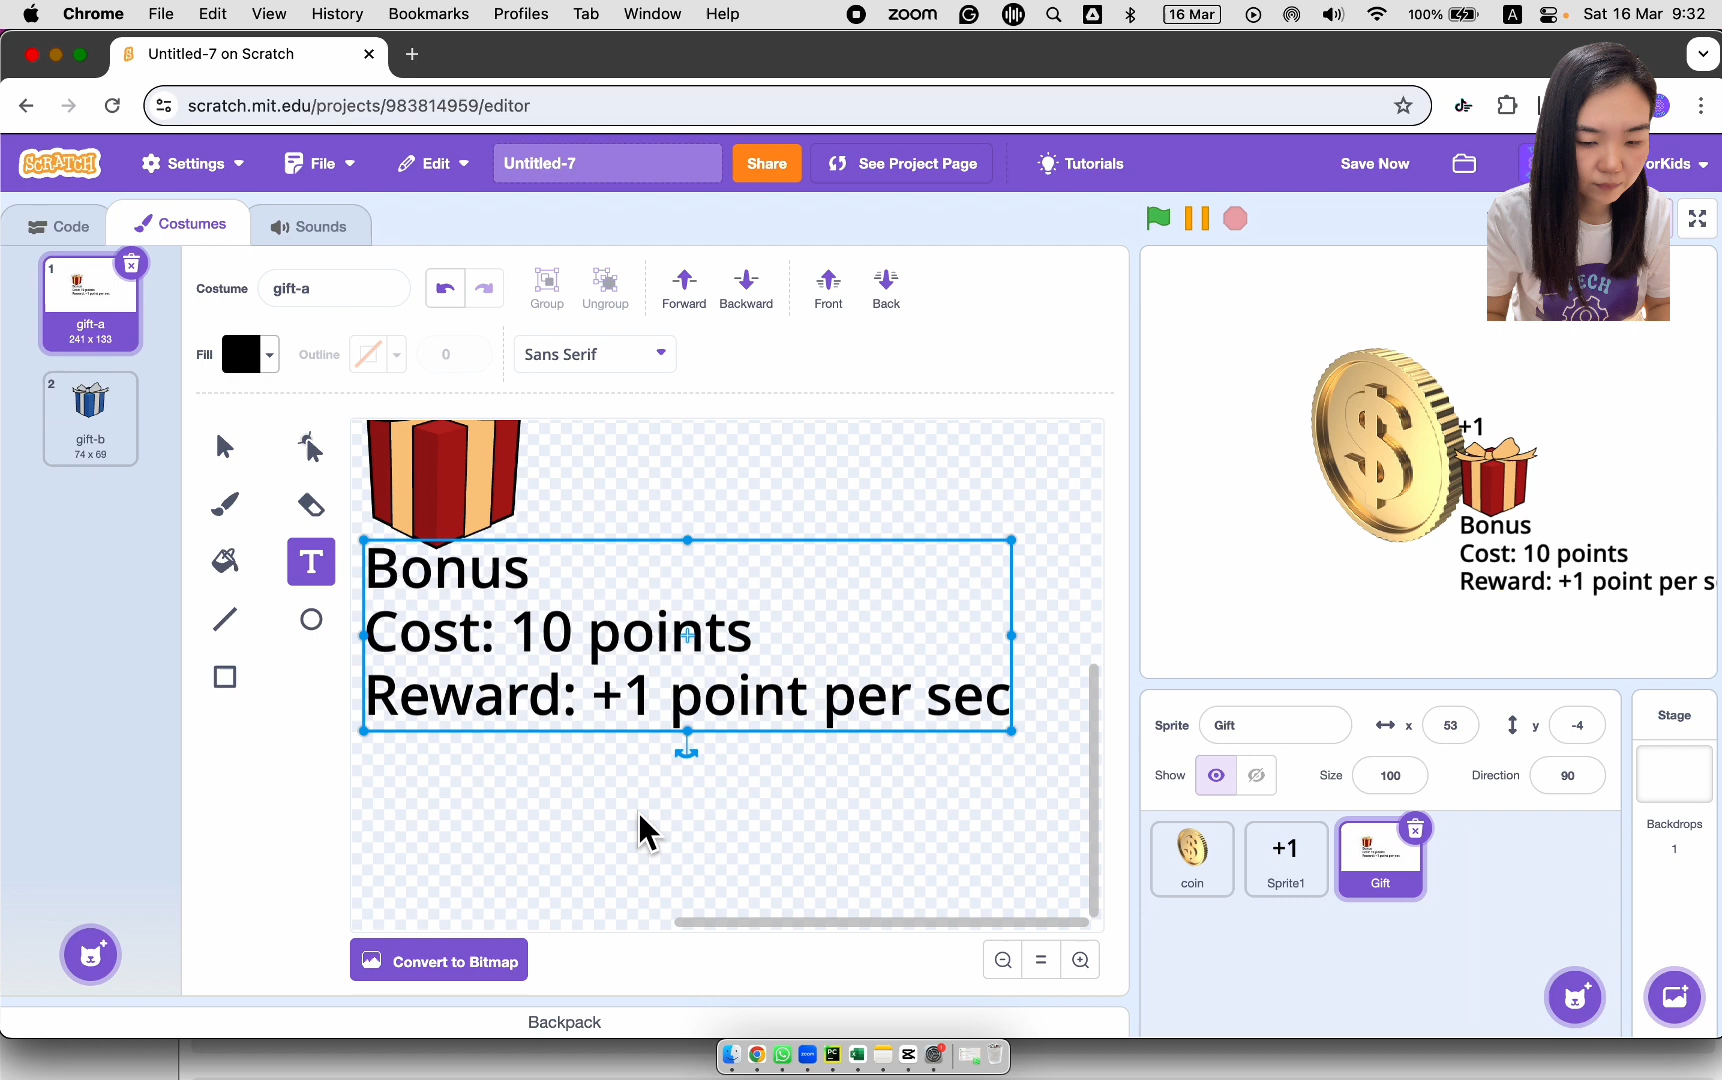 Chrome File Edit View History Bookmarks Profiles Tab Window Help
zoom
16 Mar
100%
A
Sat 16 Mar 9:32
Untitled-7 on Scratch
scratch.mit.edu/projects/983814959/editor
SCRATCH
Settings
File
Edit
Untitled-7
Share
See Project Page
Tutorials
Save Now
orKids
Code
Costumes
Sounds
TECH
1
gift-a
241 x 133
2
gift-b
74 x 69
Costume
gift-a
Group
Ungroup
Forward
Backward
Front
Back
Fill
Outline
0
Sans Serif
T
Bonus
Cost: 10 points
Reward: +1 point per sec
Convert to Bitmap
Backpack
$
+1
Bonus
Cost: 10 points
Reward: +1 point per s
Sprite
Gift
x
53
y
-4
Show
Size
100
Direction
90
Stage
Backdrops
1
coin
+1
Sprite1
Gift
zoom
PC